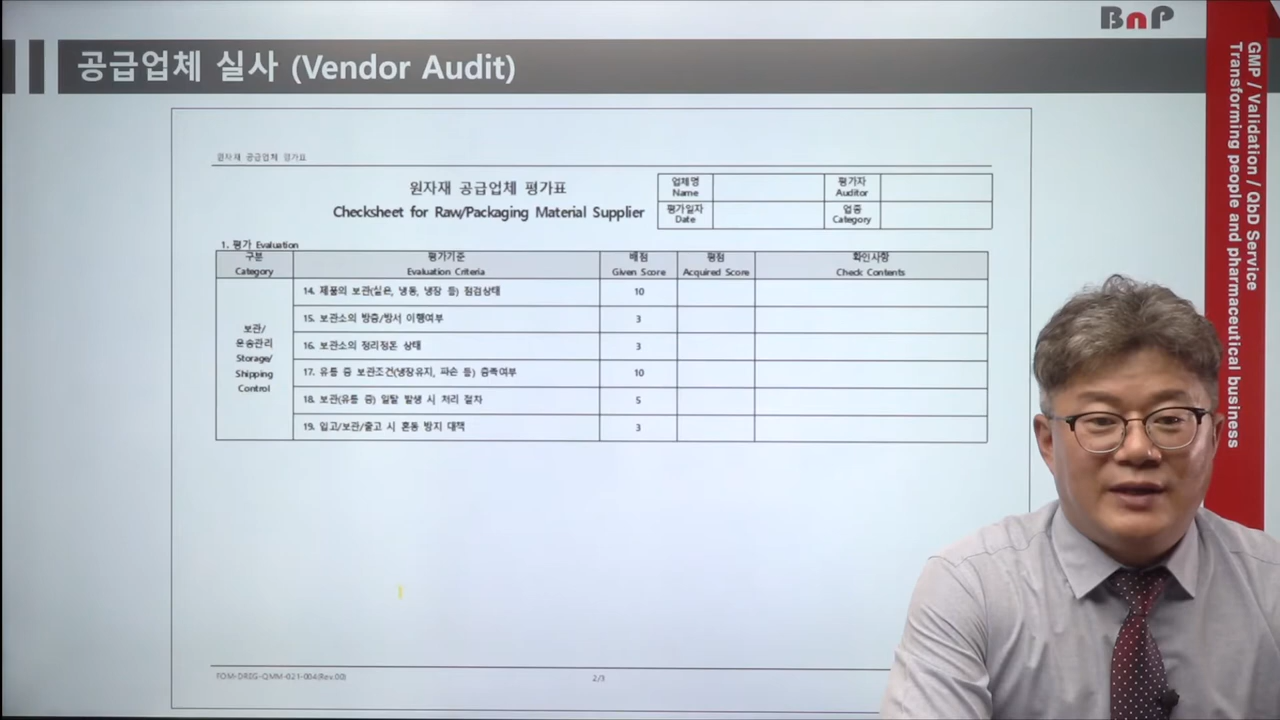 BnP
공급업체 실사 (Vendor Audit)
GMP / Validation / QbD Service
Transforming people and pharmaceutical business
원자재 공급업체 평가표
원자재 공급업체 평가표
Checksheet for Raw/Packaging Material Supplier
업체명
Name
평가자
Auditor
평가일자
Date
업종
Category
1. 평가 Evaluation
구분
Category
평가기준
Evaluation Criteria
배점
Given Score
평점
Acquired Score
확인사항
Check Contents
보관/
운송관리
Storage/
Shipping
Control
14. 제품의 보관(실온, 냉동, 냉장 등) 점검상태
10
15. 보관소의 방충/방서 이행여부
3
16. 보관소의 정리정돈 상태
3
17. 유통 중 보관조건(냉장유지, 파손 등) 충족여부
10
18. 보관(유통 중) 일탈 발생 시 처리 절차
5
19. 입고/보관/출고 시 혼동 방지 대책
3
2/3